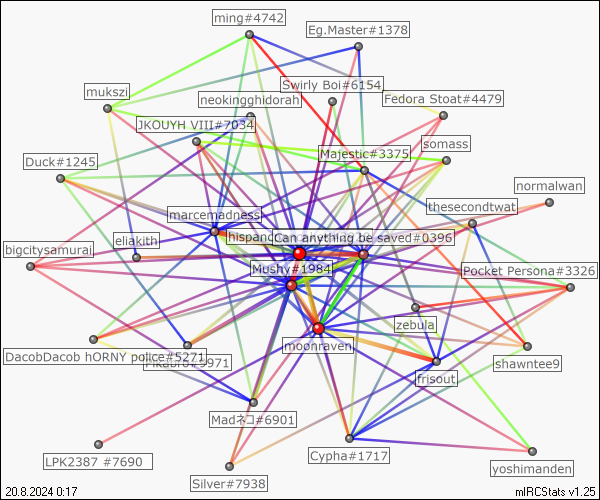 ming#4742
Eg.Master#1378
Swirly Boi#6154
mukszi
neokingghidorah
Fedora Stoat#4479
JKOUYH VIII#7034
somass
Majestic#3375
Duck#1245
normalwan
thesecondtwat
marcemadness
hispano
Can anything be saved#0396
eliakith
bigcitysamurai
Mushy#1984
Pocket Persona#3326
zebula
moonraven
DacobDacob hORNY police#5271
#9971
shawntee9
frisout
Madネコ#6901
Cypha#1717
LPK2387 #7690
yoshimanden
Silver#7938
20.8.2024 0:17
mIRCStats v1.25